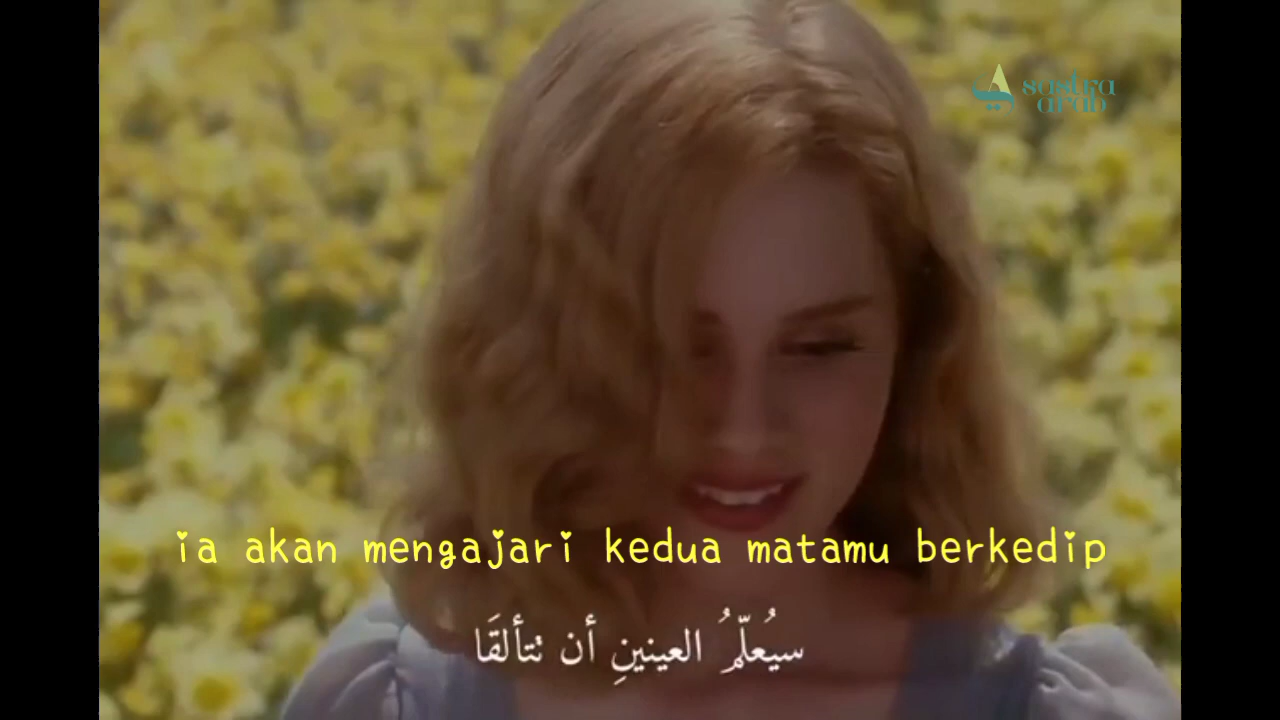 sastra
arab
ia akan mengajari kedua matamu berkedip
سيُعلّمُ العينينِ أن تتألقَا